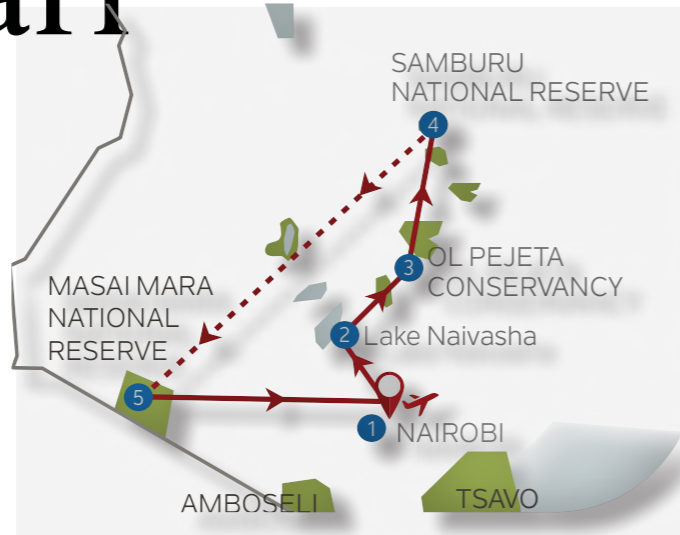 SAMBURU
NATIONAL RESERVE
4
OL PEJETA
CONSERVANCY
3
MASAI MARA
NATIONAL
RESERVE
2
Lake Naivasha
5
1
NAIROBI
AMBOSELI
TSAVO